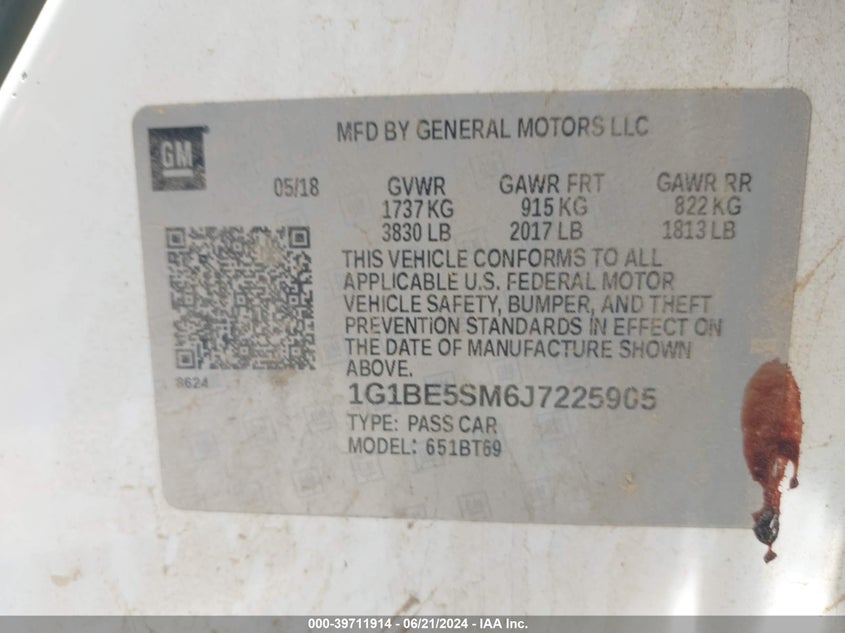 GM
MFD BY GENERAL MOTORS LLC
05/18 GVWR GAWR FRT GAWR RR
1737 KG 915 KG 822 KG
3830 LB 2017 LB 1813 LB
THIS VEHICLE CONFORMS TO ALL
APPLICABLE U.S. FEDERAL MOTOR
VEHICLE SAFETY, BUMPER, AND THEFT
PREVENTION STANDARDS IN EFFECT ON
THE DATE OF MANUFACTURE SHOWN
ABOVE.
8624
1G1BE5SM6J7225905
TYPE: PASS CAR
MODEL: 651BT69
000-39711914 - 06/21/2024 - IAA Inc.